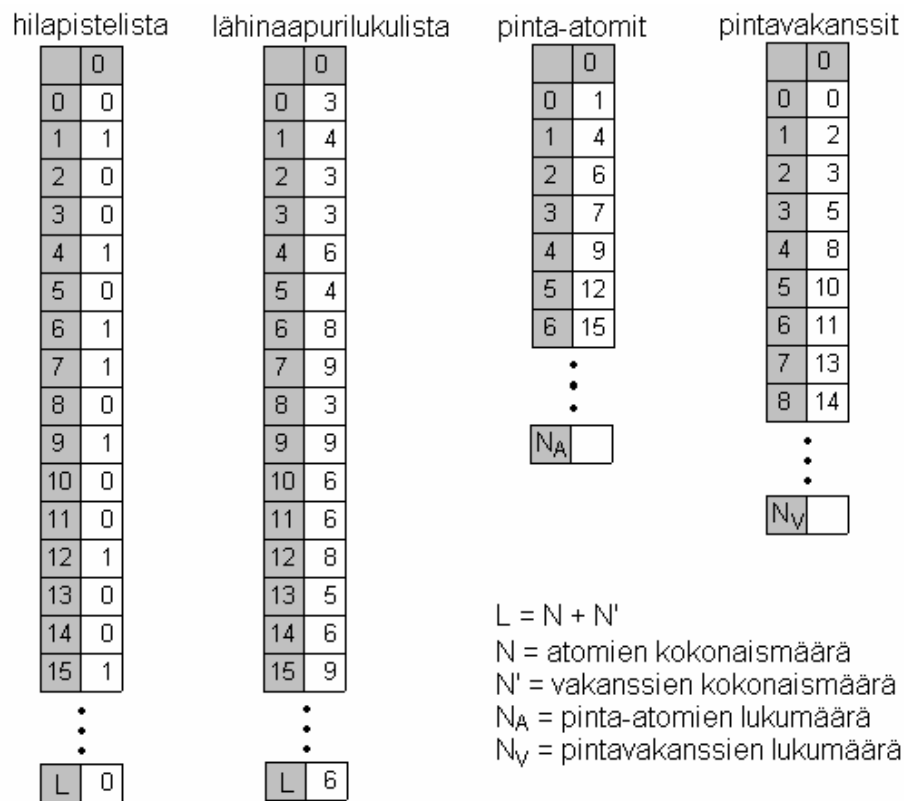 hilapistelista lähinaapurilukulista pinta-atomit pintavakanssit
0 0 0 0
0 0 0 3 0 1 0 0
1 1 1 4 1 4 1 2
2 0 2 3 2 6 2 3
3 0 3 3 3 7 3 5
4 1 4 6 4 9 4 8
5 0 5 4 5 12 5 10
6 1 6 8 6 15 6 11
7 1 7 9 7 13
8 0 8 3 8 14
9 1 9 9 N_A
10 0 10 6
11 0 11 6 N_V
12 1 12 8
13 0 13 5
L = N + N'
14 0 14 6
N = atomien kokonaismäärä
15 1 15 9
N' = vakanssien kokonaismäärä
N_A = pinta-atomien lukumäärä
N_V = pintavakanssien lukumäärä
L 0 L 6